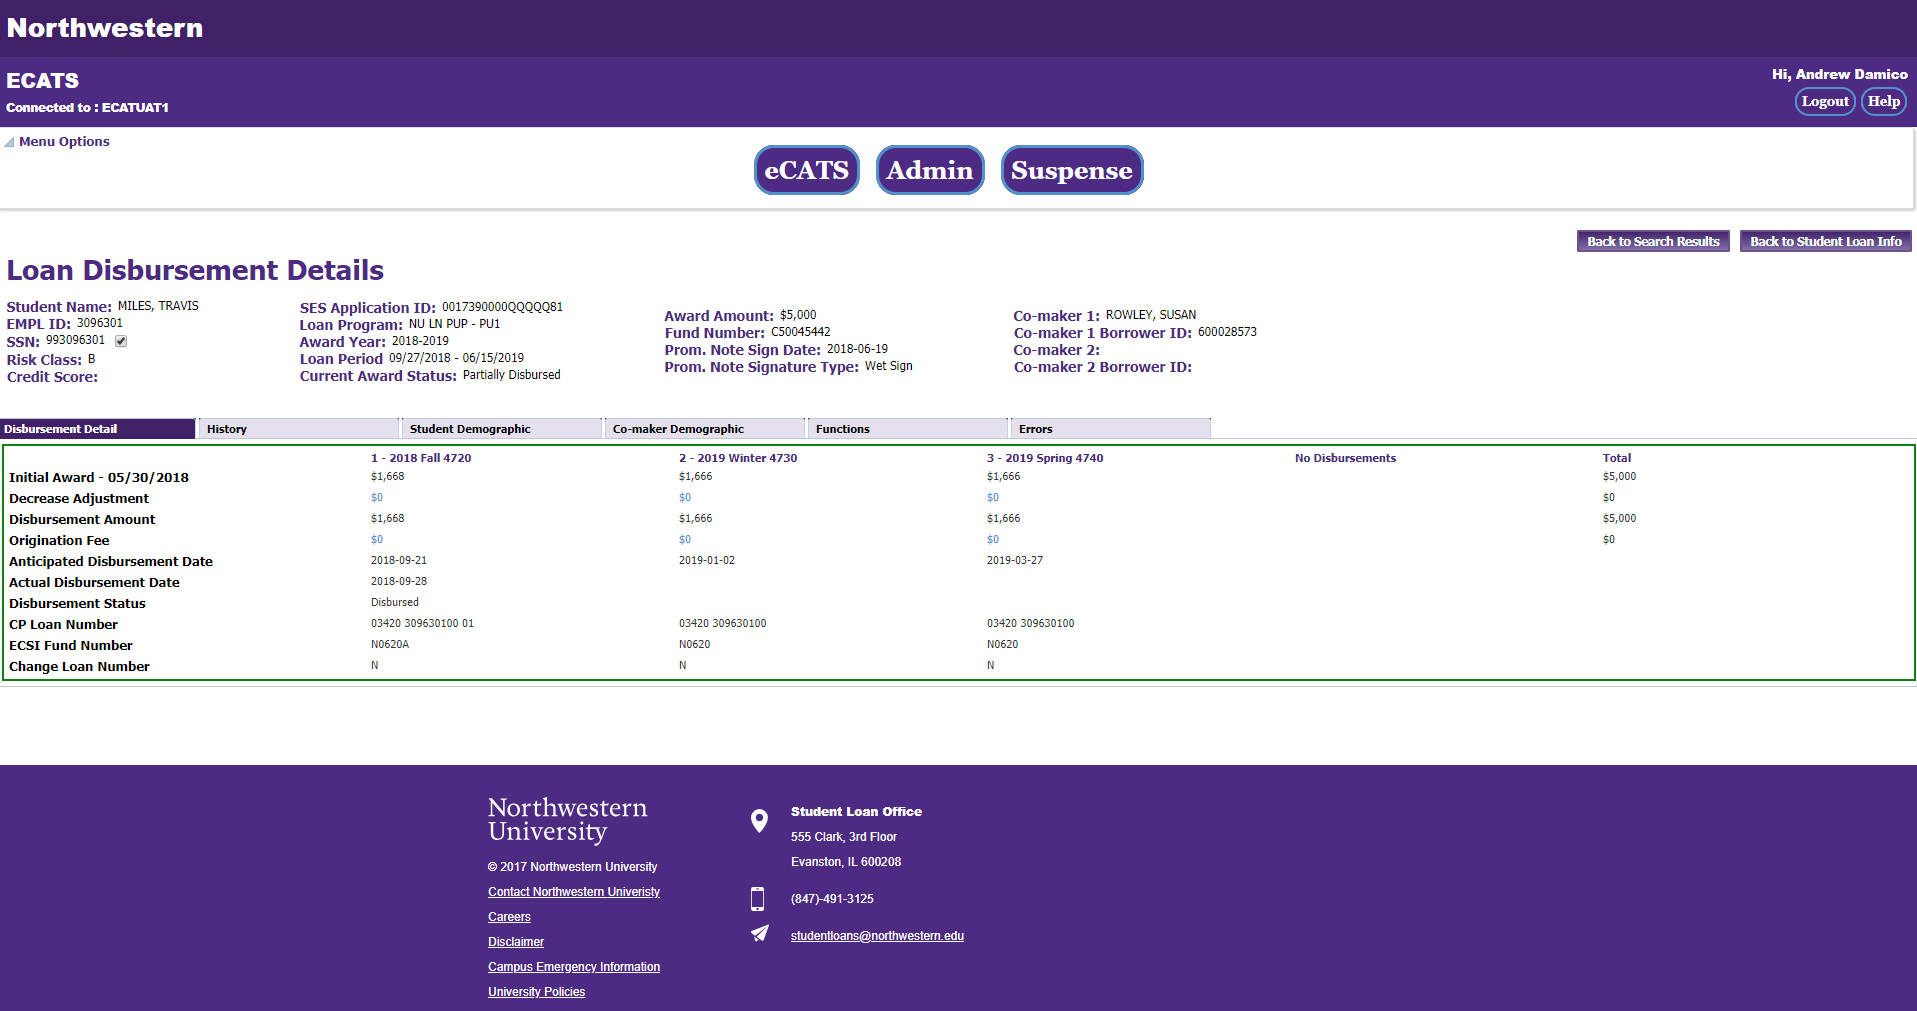 Northwestern
ECATS
Connected to : ECATUAT1
Hi, Andrew Damico
Logout Help
Menu Options
eCATS Admin Suspense
Back to Search Results Back to Student Loan Info
Loan Disbursement Details
Student Name: MILES, TRAVIS
EMPL ID: 3096301
SSN: 993096301
Risk Class: B
Credit Score:
SES Application ID: 0017390000QQQQQ81
Loan Program: NU LN PUP - PU1
Award Year: 2018-2019
Loan Period 09/27/2018 - 06/15/2019
Current Award Status: Partially Disbursed
Award Amount: $5,000
Fund Number: C50045442
Prom. Note Sign Date: 2018-06-19
Prom. Note Signature Type: Wet Sign
Co-maker 1: ROWLEY, SUSAN
Co-maker 1 Borrower ID: 600028573
Co-maker 2:
Co-maker 2 Borrower ID:
Disbursement Detail History Student Demographic Co-maker Demographic Functions Errors
1 - 2018 Fall 4720 2 - 2019 Winter 4730 3 - 2019 Spring 4740 No Disbursements Total
Initial Award - 05/30/2018 $1,668 $1,666 $1,666 $5,000
Decrease Adjustment $0 $0 $0 $0
Disbursement Amount $1,668 $1,666 $1,666 $5,000
Origination Fee $0 $0 $0 $0
Anticipated Disbursement Date 2018-09-21 2019-01-02 2019-03-27
Actual Disbursement Date 2018-09-28
Disbursement Status Disbursed
CP Loan Number 03420 309630100 01 03420 309630100 03420 309630100
ECSI Fund Number N0620A N0620 N0620
Change Loan Number N N N
Northwestern
University
© 2017 Northwestern University
Contact Northwestern Univeristy
Careers
Disclaimer
Campus Emergency Information
University Policies
Student Loan Office
555 Clark, 3rd Floor
Evanston, IL 600208
(847)-491-3125
studentloans@northwestern.edu